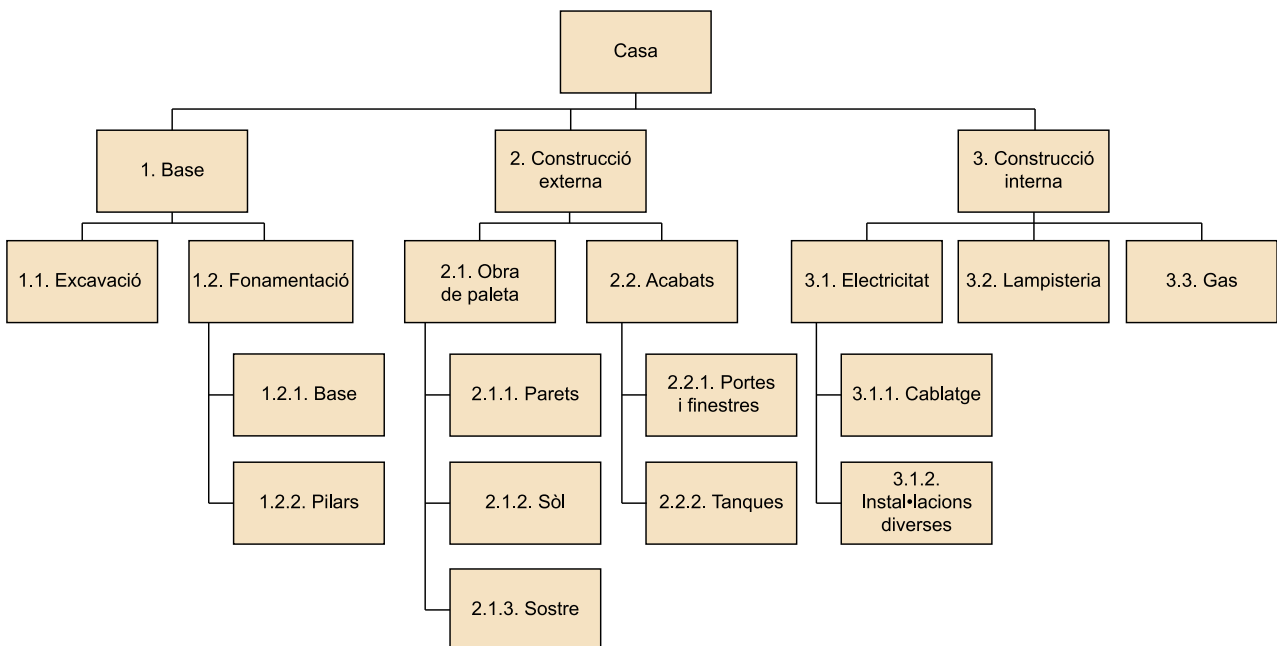 Casa
1. Base
2. Construcció
externa
3. Construcció
interna
1.1. Excavació
1.2. Fonamentació
2.1. Obra
de paleta
2.2. Acabats
3.1. Electricitat
3.2. Lampisteria
3.3. Gas
1.2.1. Base
2.1.1. Parets
2.2.1. Portes
i finestres
3.1.1. Cablatge
1.2.2. Pilars
2.1.2. Sòl
2.2.2. Tanques
3.1.2.
Instal•lacions
diverses
2.1.3. Sostre